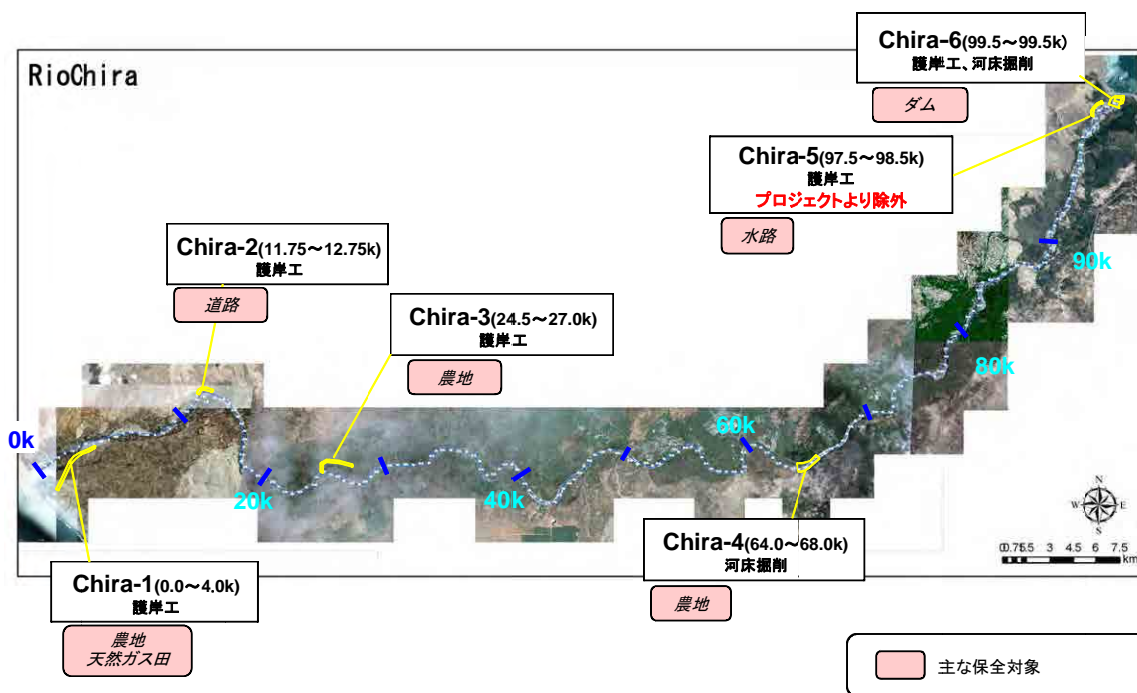 RioChira
Chira-6(99.5～99.5k)
護岸工、河床掘削
ダム
Chira-5(97.5～98.5k)
護岸工
プロジェクトより除外
水路
Chira-2(11.75～12.75k)
護岸工
道路
Chira-3(24.5～27.0k)
護岸工
農地
90k
80k
0k
60k
20k
40k
N
W
E
S
Chira-4(64.0～68.0k)
河床掘削
農地
Chira-1(0.0～4.0k)
護岸工
農地
天然ガス田
3 4.5 6 7.5
km
主な保全対象